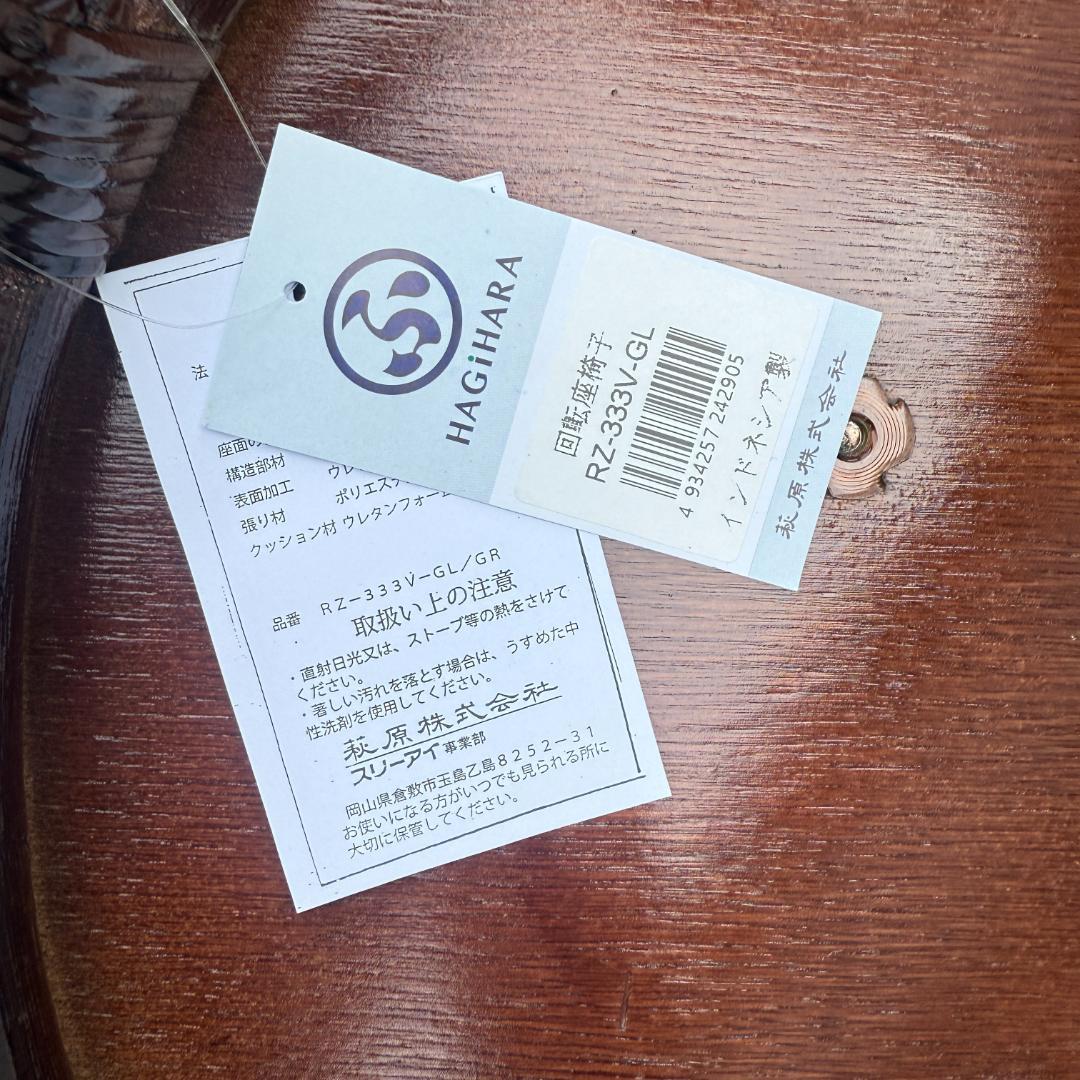 HAGiHARA
回転座椅子
RZ-333V-GL
4 934257 242905
インドネシア製
萩原株式会社
法
座面の
構造部材
表面加工 ウレ
張り材 ポリエステ
クッション材 ウレタンフォーム
品番 RZ-333V-GL/GR
取扱い上の注意
・直射日光又は、ストーブ等の熱をさけて
ください。
・著しい汚れを落とす場合は、うすめた中
性洗剤を使用してください。
萩原株式会社
スリーアイ事業部
岡山県倉敷市玉島乙島8252-31
お使いになる方がいつでも見られる所に
大切に保管してください。